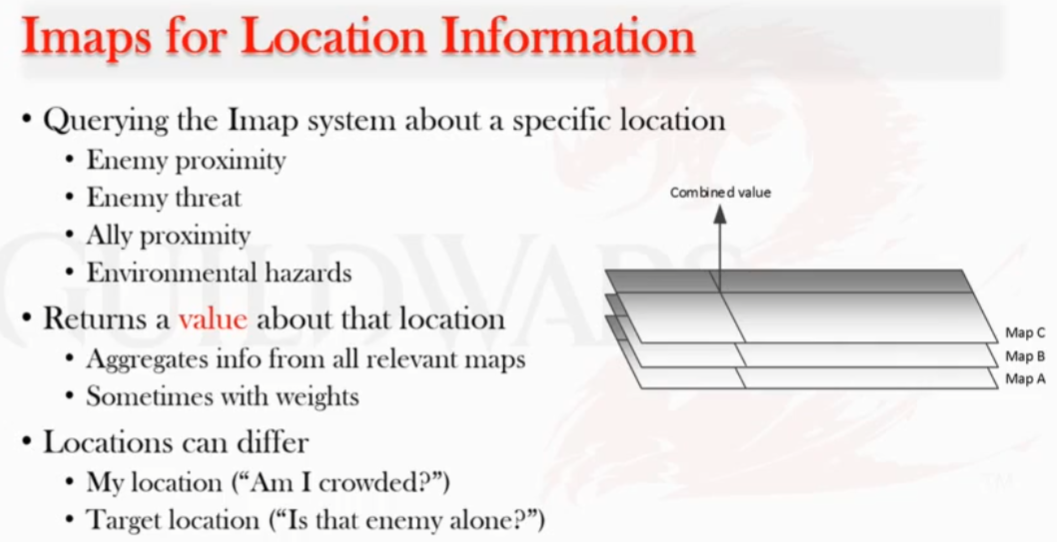 Imaps for Location Information
• Querying the Imap system about a specific location
• Enemy proximity
• Enemy threat
• Ally proximity
• Environmental hazards
• Returns a value about that location
• Aggregates info from all relevant maps
• Sometimes with weights
• Locations can differ
• My location (“Am I crowded?”)
• Target location (“Is that enemy alone?”)
Combined value
Map C
Map B
Map A
GUILDWARS
TM